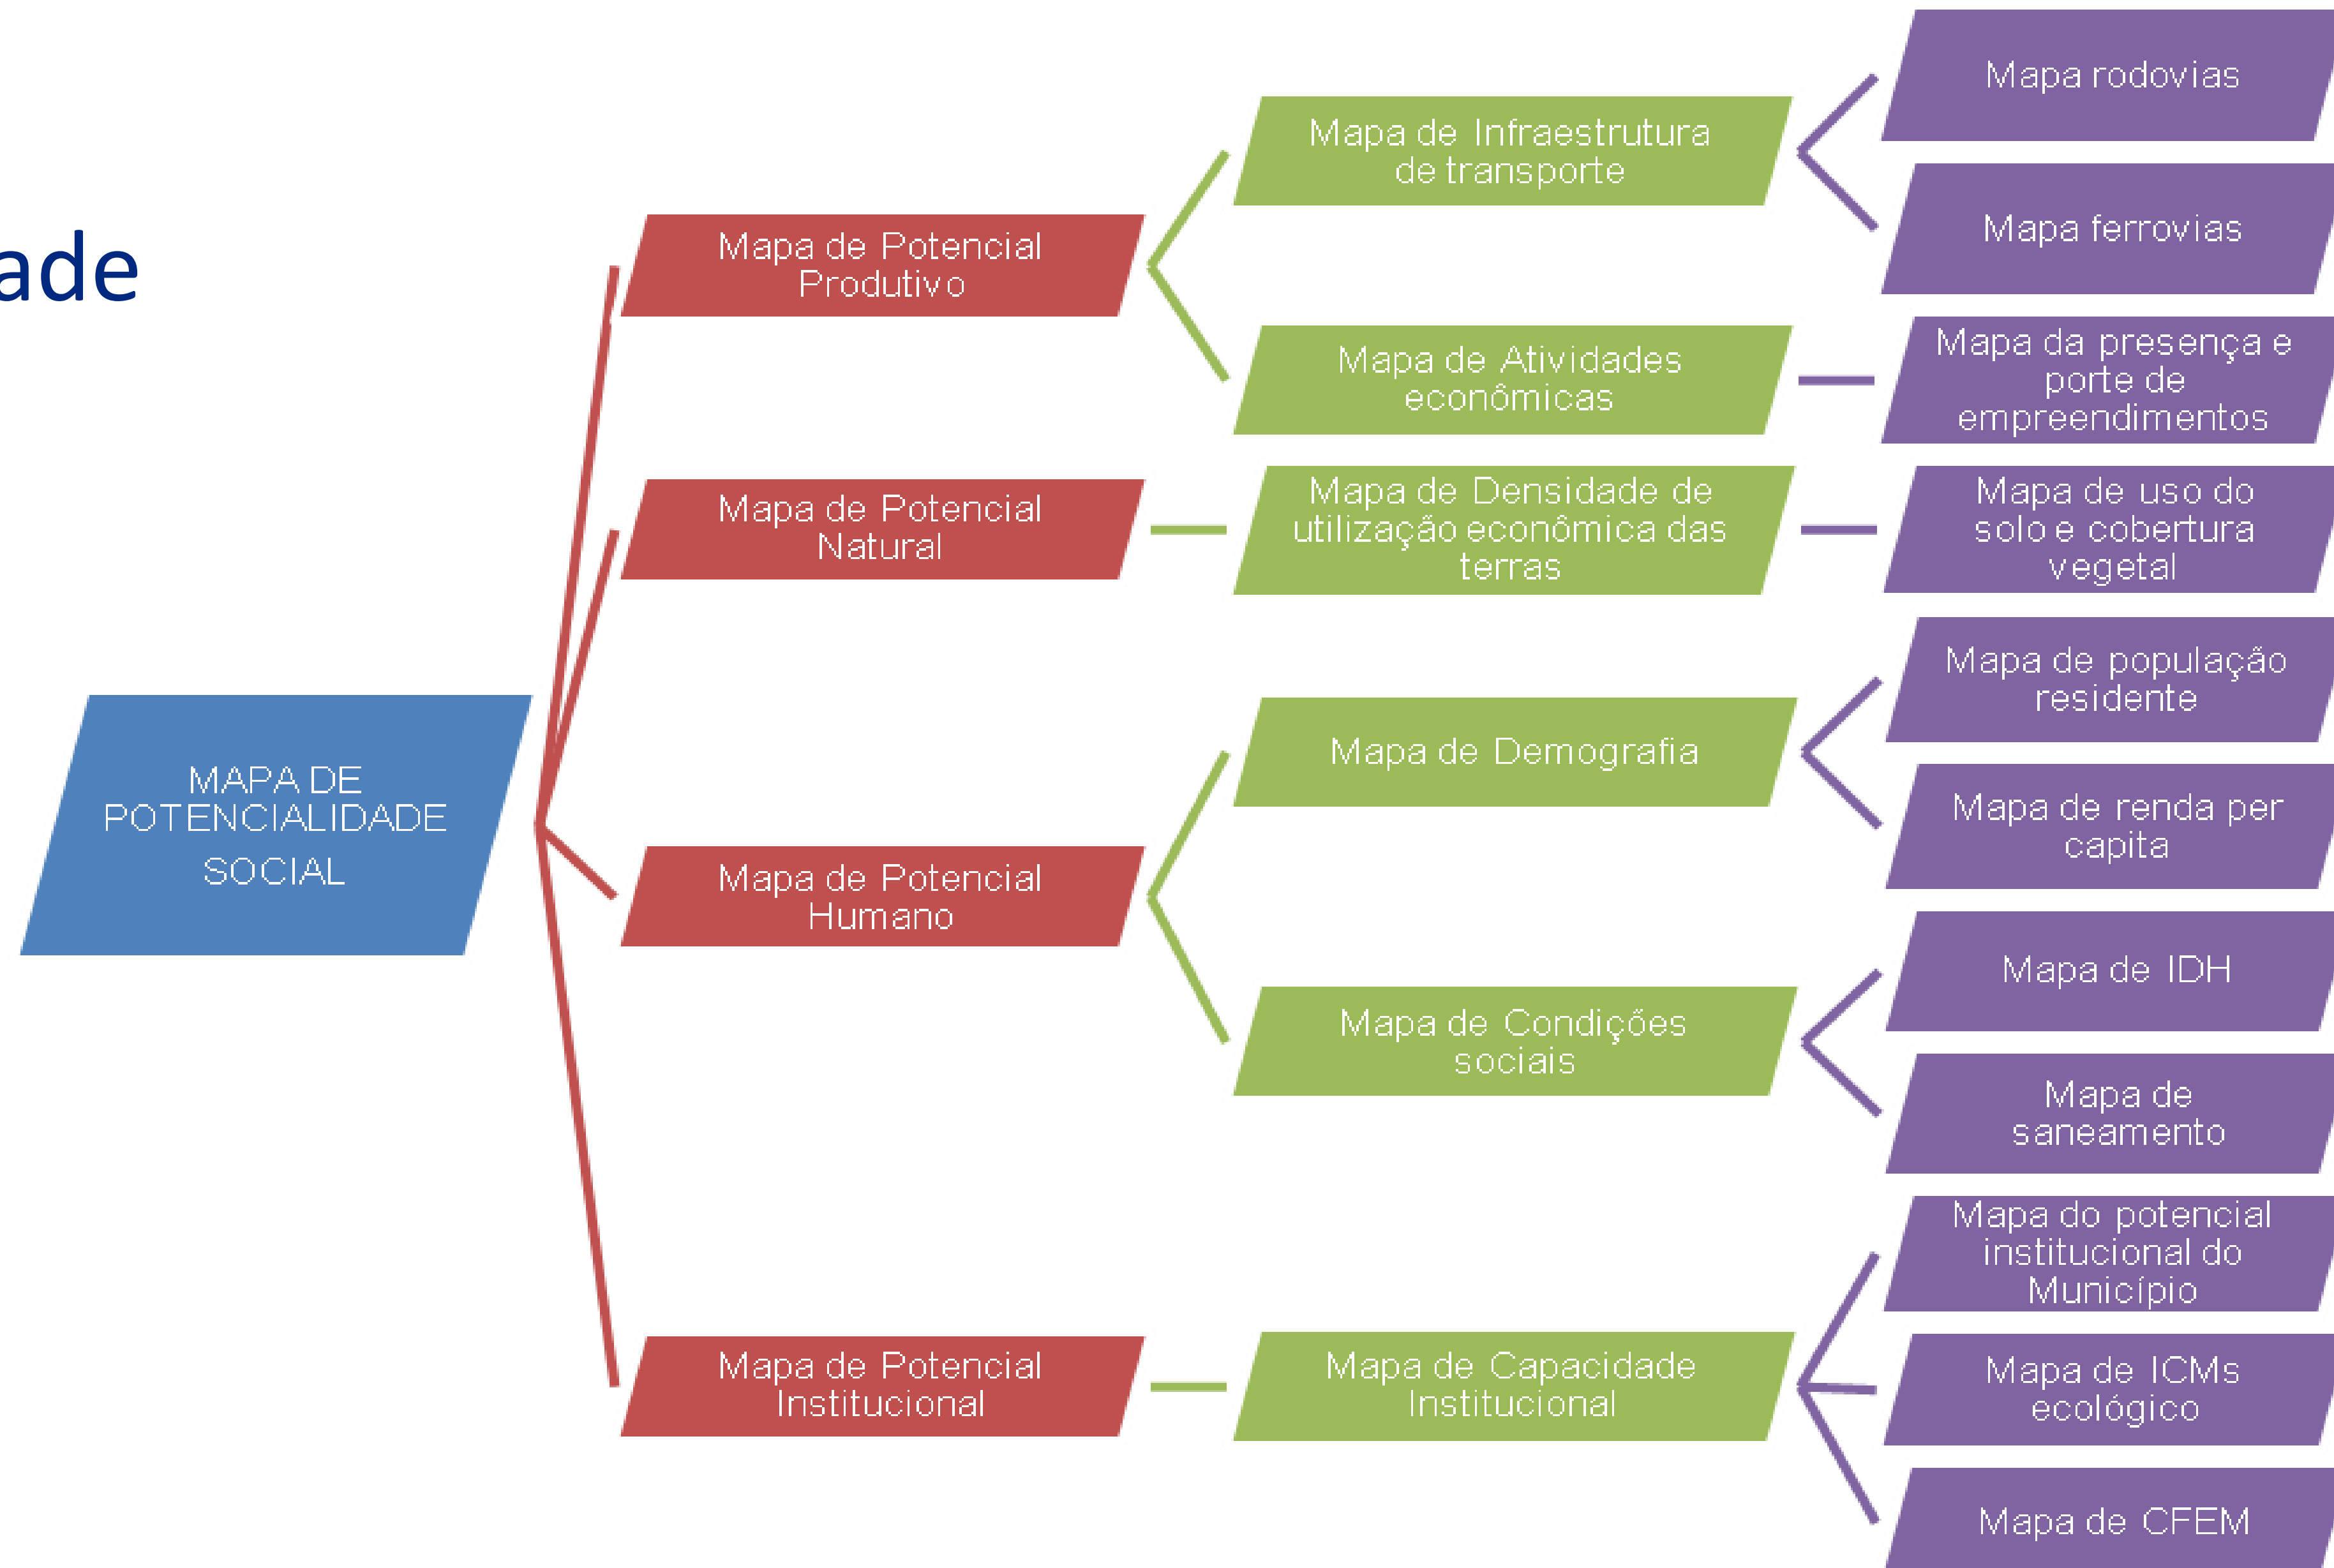 ade
MAPA DE
POTENCIALIDADE
SOCIAL
Mapa de Potencial
Produtivo
Mapa de Potencial
Natural
Mapa de Potencial
Humano
Mapa de Potencial
Institucional
Mapa de Infraestrutura
de transporte
Mapa de Atividades
econômicas
Mapa de Densidade de
utilização econômica das
terras
Mapa de Demografia
Mapa de Condições
sociais
Mapa de Capacidade
Institucional
Mapa rodovias
Mapa ferrovias
Mapa da presença e
porte de
empreendimentos
Mapa de uso do
solo e cobertura
vegetal
Mapa de população
residente
Mapa de renda per
capita
Mapa de IDH
Mapa de
saneamento
Mapa do potencial
institucional do
Município
Mapa de ICMs
ecológico
Mapa de CFEM